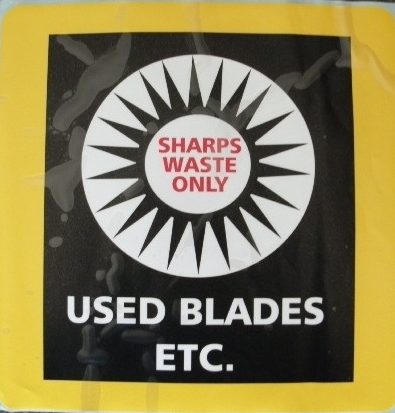 SHARPS
WASTE
ONLY
USED BLADES
ETC.